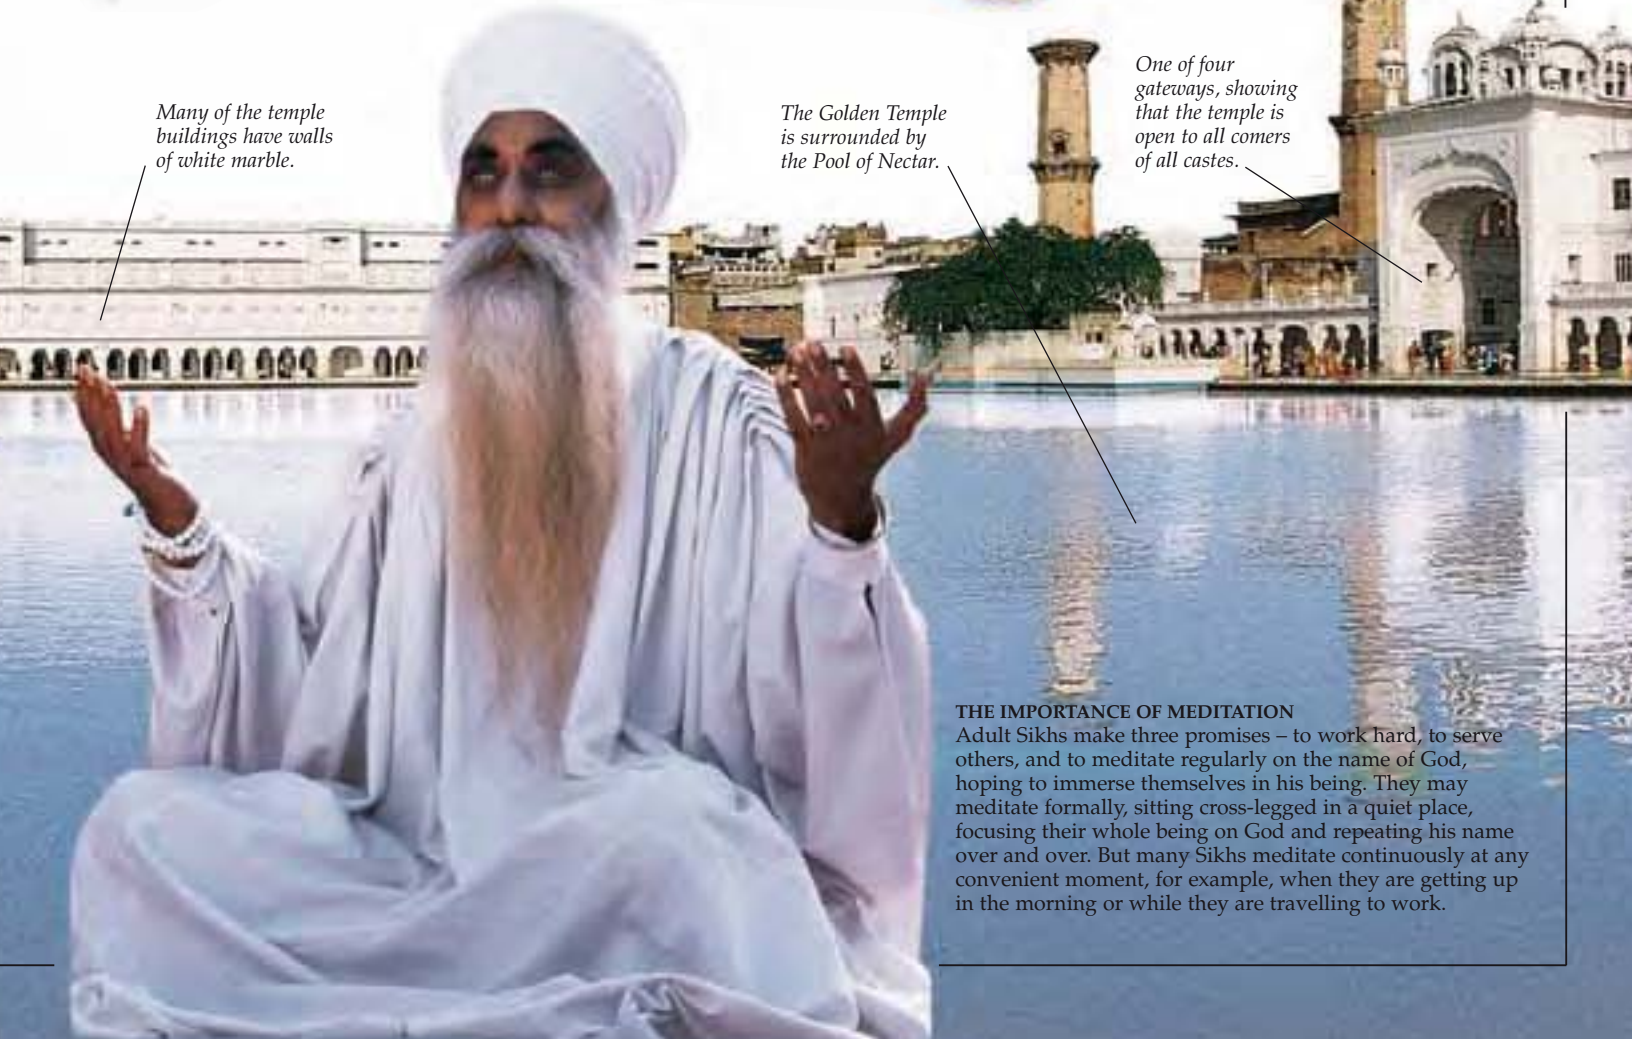 Many of the temple
buildings have walls
of white marble.
The Golden Temple
is surrounded by
the Pool of Nectar.
One of four
gateways, showing
that the temple is
open to all comers
of all castes.
THE IMPORTANCE OF MEDITATION
Adult Sikhs make three promises – to work hard, to serve
others, and to meditate regularly on the name of God,
hoping to immerse themselves in his being. They may
meditate formally, sitting cross-legged in a quiet place,
focusing their whole being on God and repeating his name
over and over. But many Sikhs meditate continuously at any
convenient moment, for example, when they are getting up
in the morning or while they are travelling to work.